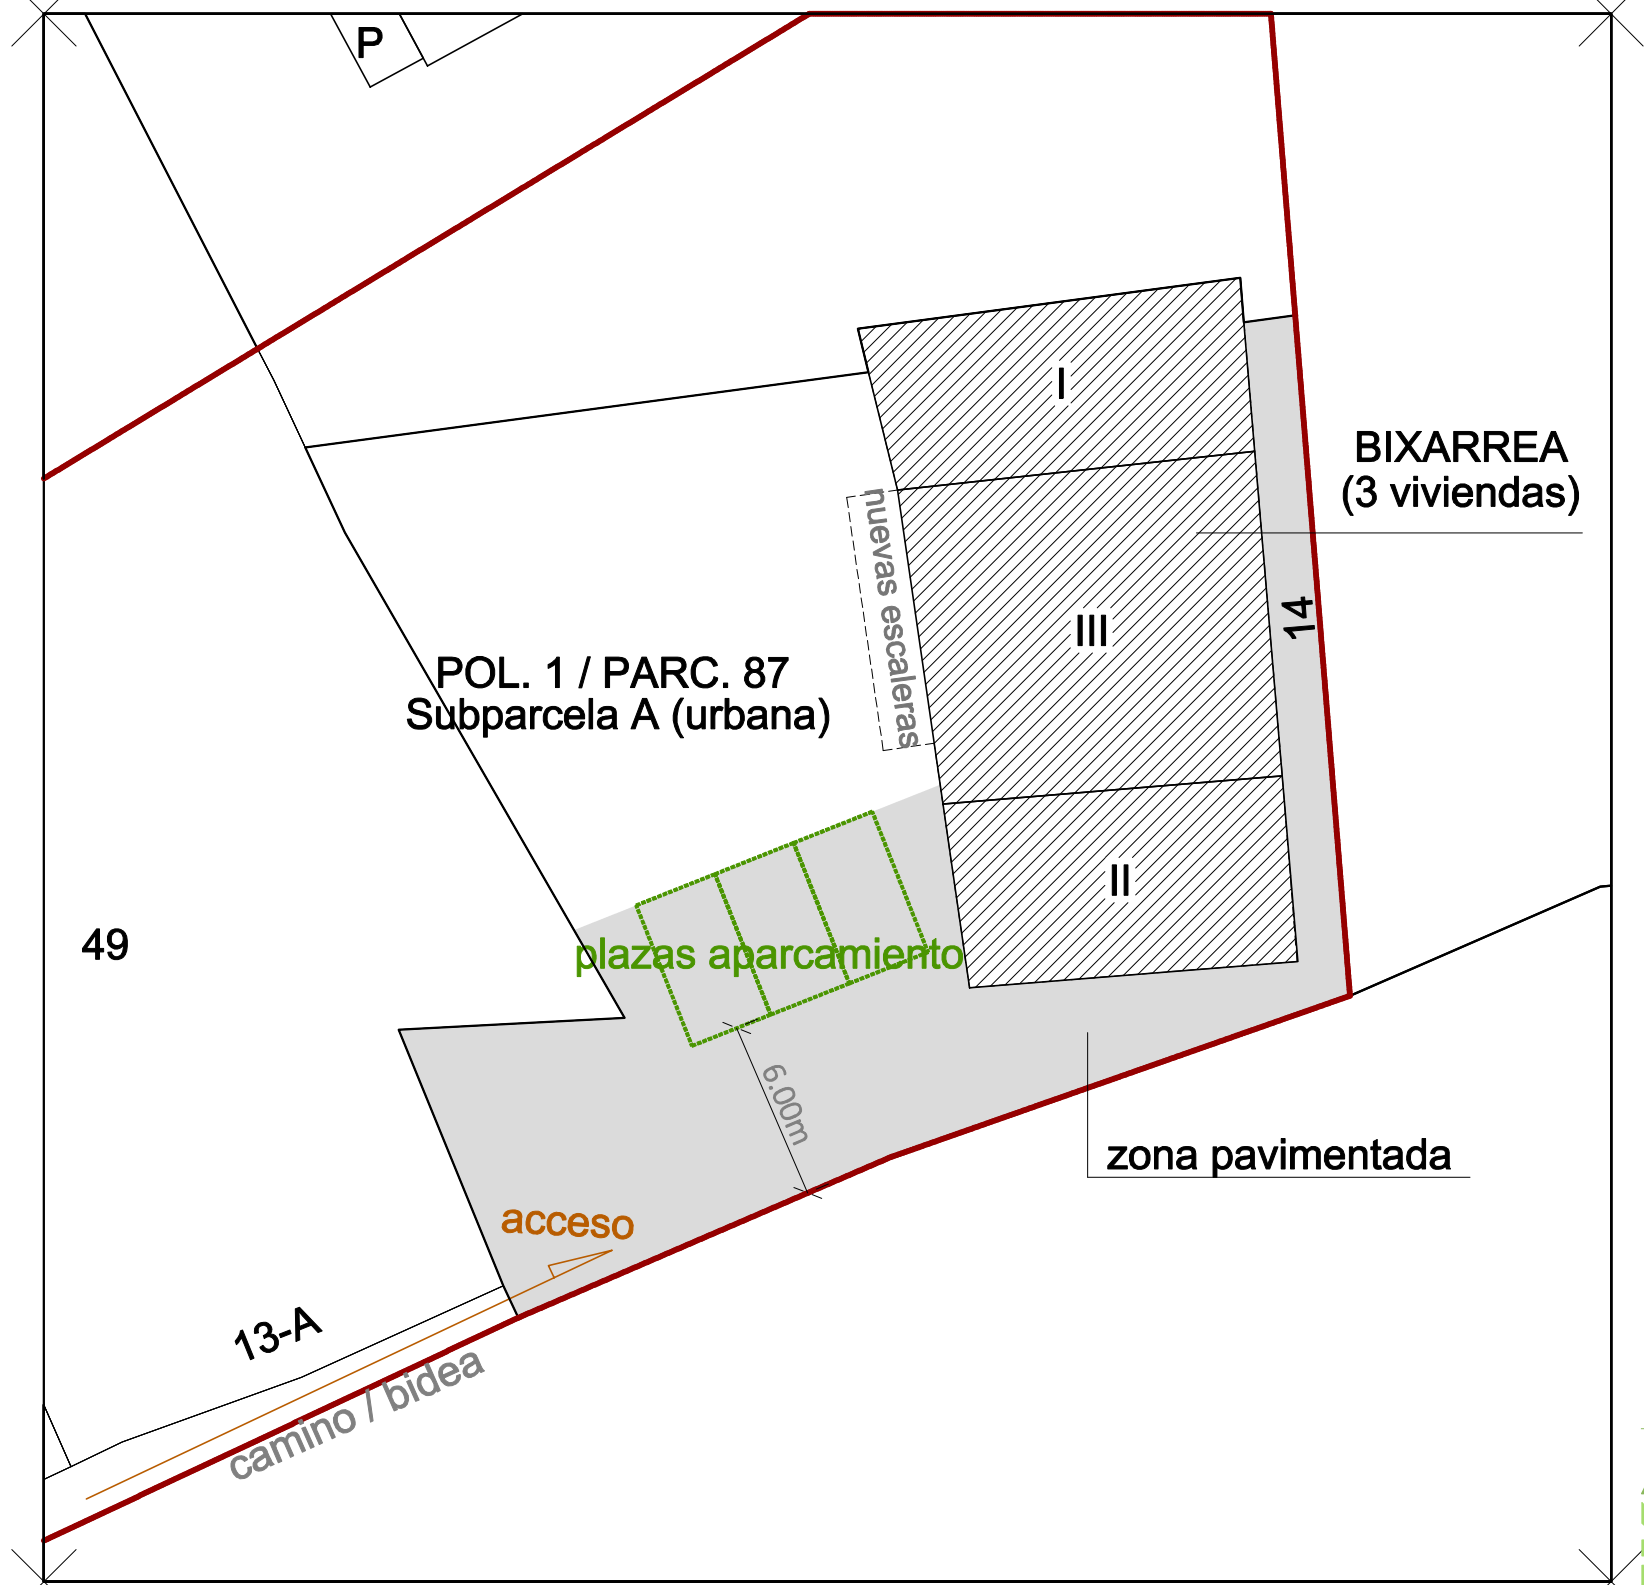 P
I
BIXARREA
(3 viviendas)
nuevas escaleras
14
III
POL. 1 / PARC. 87
Subparcela A (urbana)
II
49
plazas aparcamiento
6.00m
zona pavimentada
acceso
13-A
camino / bidea